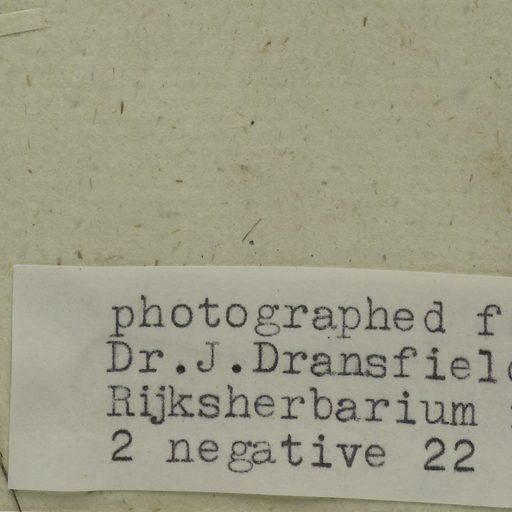 photographed f
Dr.J.Dransfiel
Rijksherbarium
2 negative 22